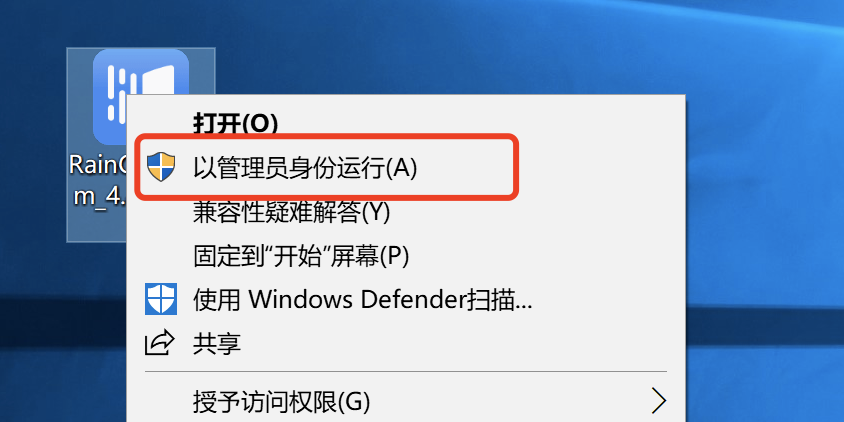 RainC
m_4.
打开(O)
以管理员身份运行(A)
兼容性疑难解答(Y)
固定到“开始”屏幕(P)
使用 Windows Defender扫描...
共享
授予访问权限(G)